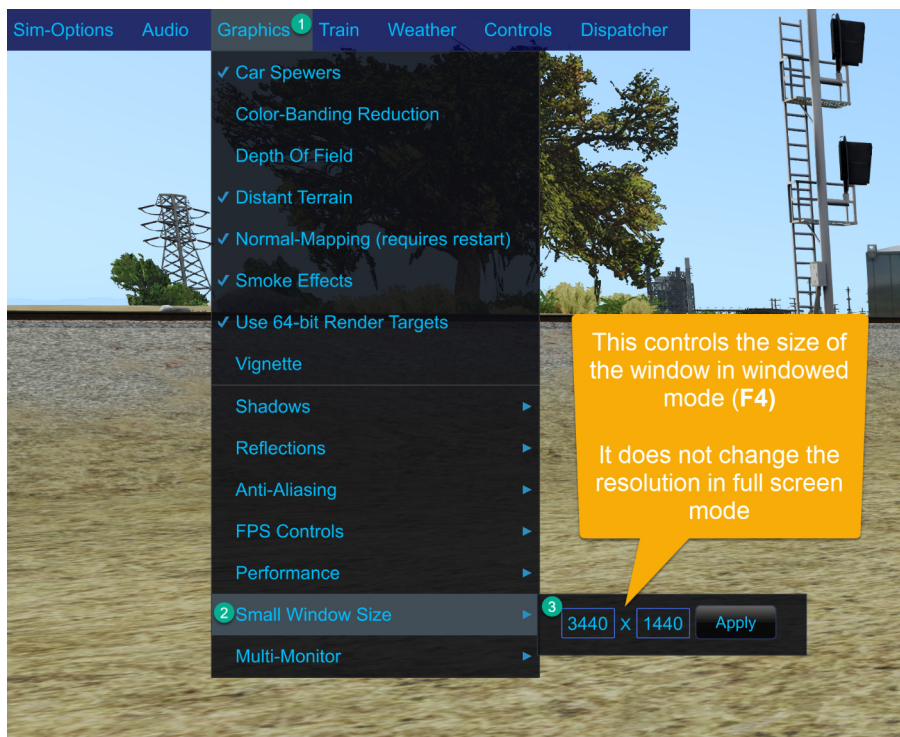 Sim-Options Audio Graphics 1 Train Weather Controls Dispatcher
✓ Car Spewers
Color-Banding Reduction
Depth Of Field
✓ Distant Terrain
✓ Normal-Mapping (requires restart)
✓ Smoke Effects
✓ Use 64-bit Render Targets
Vignette
Shadows
Reflections
Anti-Aliasing
FPS Controls
Performance
2 Small Window Size
Multi-Monitor
This controls the size of
the window in windowed
mode (F4)
It does not change the
resolution in full screen
mode
3 3440 x 1440 Apply